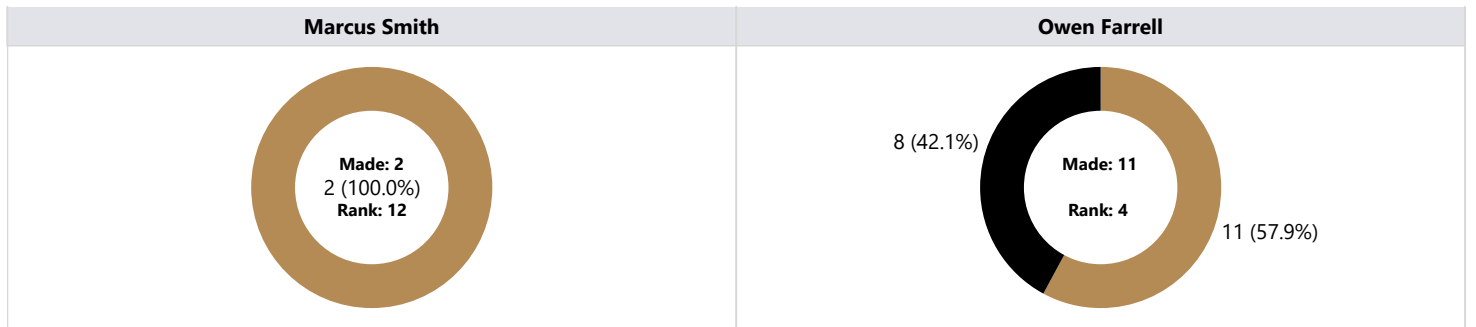 Marcus Smith
Made: 2
2 (100.0%)
Rank: 12
Owen Farrell
8 (42.1%)
Made: 11
Rank: 4
11 (57.9%)